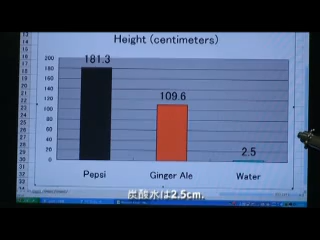 Height (centimeters)
200
180
160
140
120
100
80
60
40
20
0
181.3
109.6
2.5
Pepsi
Ginger Ale
Water
炭酸水は2.5cm.